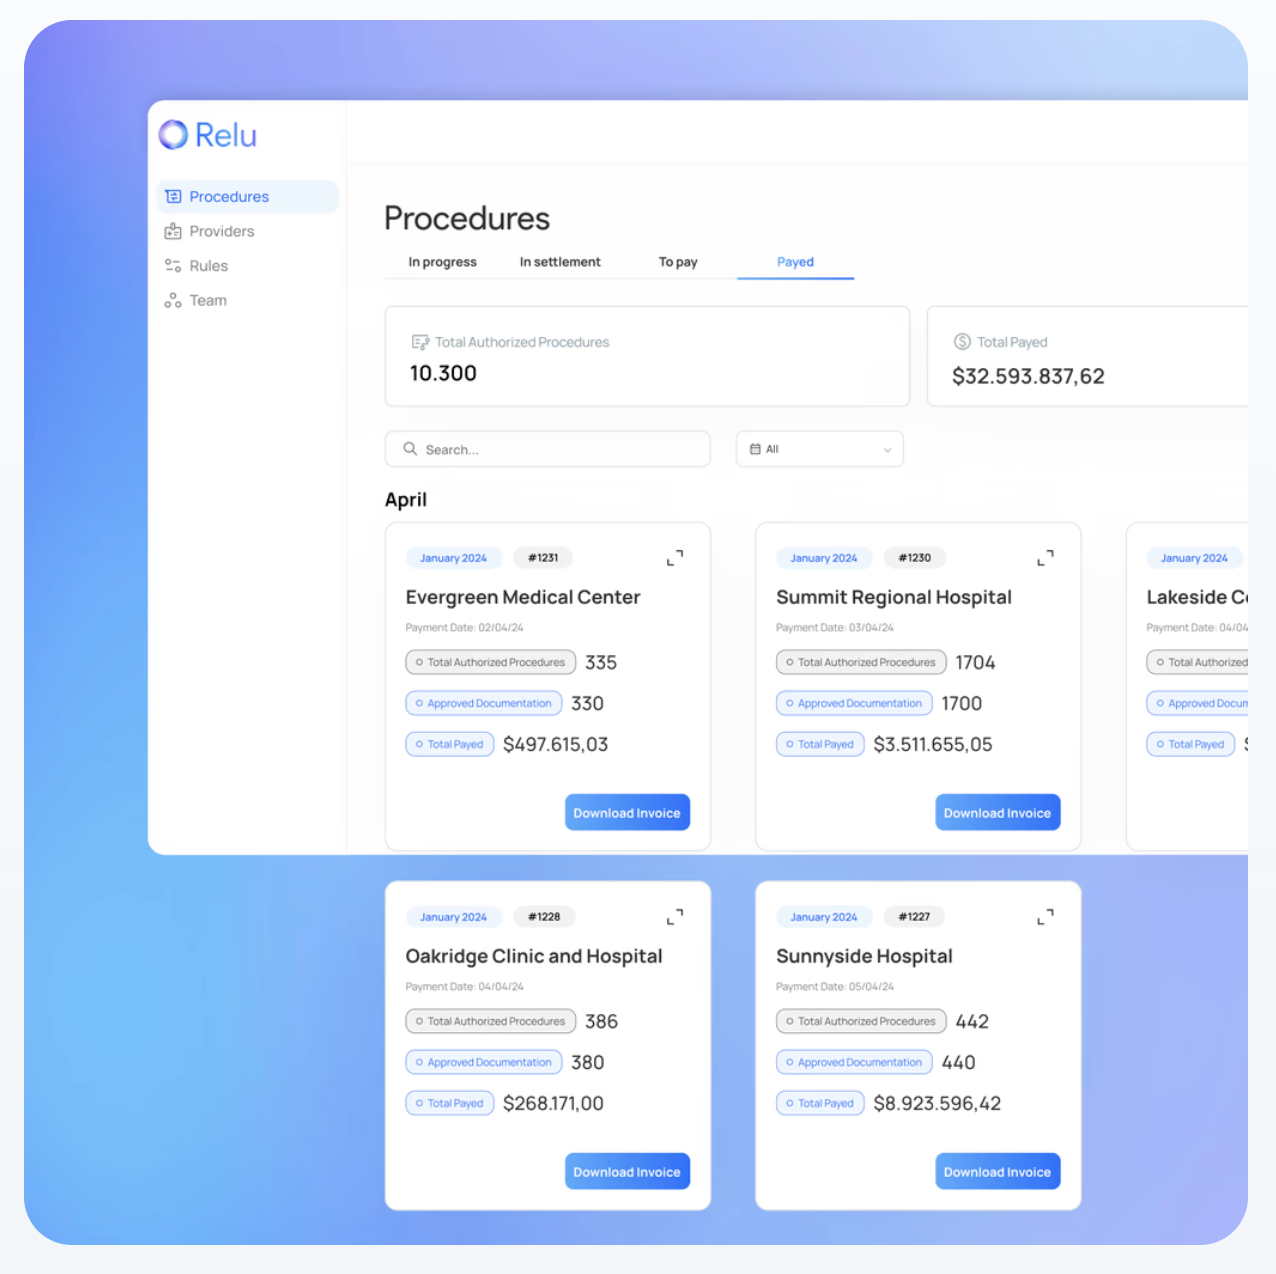 Relu
Procedures
Providers
Rules
Team
Procedures
In progress In settlement To pay Payed
Total Authorized Procedures
10.300
Total Payed
$32.593.837,62
Search...
All
April
January 2024 #1231
Evergreen Medical Center
Payment Date: 02/04/24
Total Authorized Procedures 335
Approved Documentation 330
Total Payed $497.615,03
Download Invoice
January 2024 #1230
Summit Regional Hospital
Payment Date: 03/04/24
Total Authorized Procedures 1704
Approved Documentation 1700
Total Payed $3.511.655,05
Download Invoice
January 2024
Lakeside
Payment Date: 04/04
Total Authorized
Approved
Total Payed
January 2024 #1228
Oakridge Clinic and Hospital
Payment Date: 04/04/24
Total Authorized Procedures 386
Approved Documentation 380
Total Payed $268.171,00
Download Invoice
January 2024 #1227
Sunnyside Hospital
Payment Date: 05/04/24
Total Authorized Procedures 442
Approved Documentation 440
Total Payed $8.923.596,42
Download Invoice